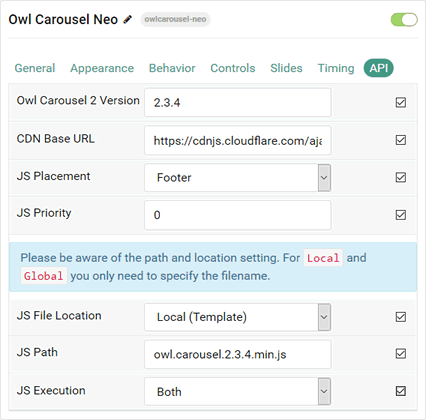 Owl Carousel Neo owlcarousel-neo
General Appearance Behavior Controls Slides Timing API
Owl Carousel 2 Version 2.3.4
CDN Base URL https://cdnjs.cloudflare.com/aja
JS Placement Footer
JS Priority 0
Please be aware of the path and location setting. For Local and
Global you only need to specify the filename.
JS File Location Local (Template)
JS Path owl.carousel.2.3.4.min.js
JS Execution Both